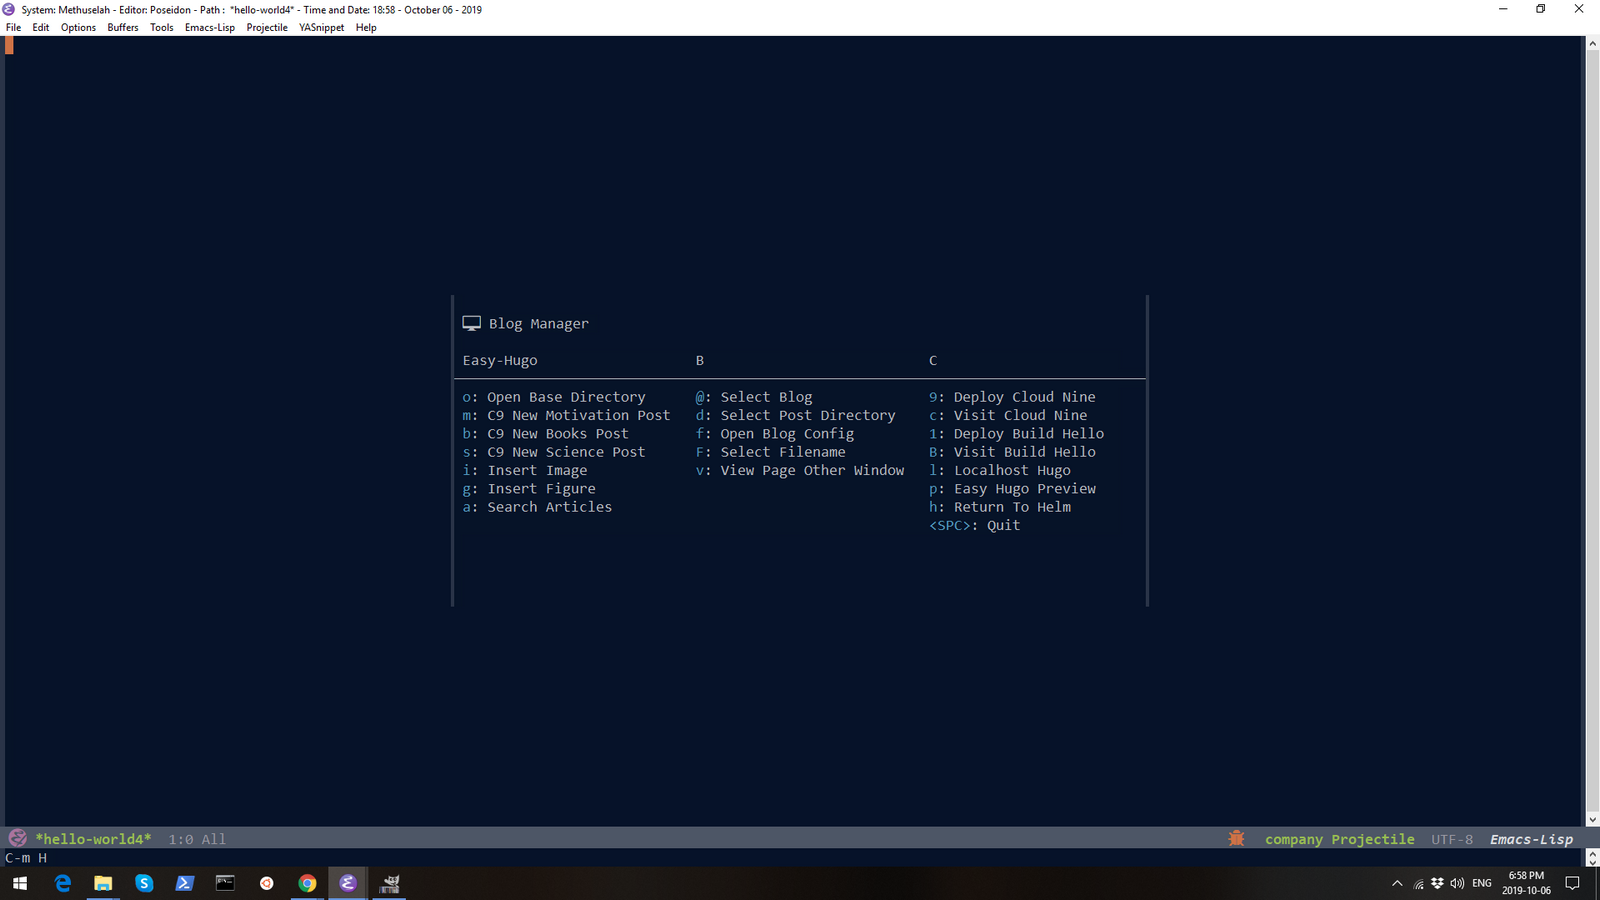 System: Methuselah - Editor: Poseidon - Path : *hello-world4* - Time and Date: 18:58 - October 06 - 2019
File Edit Options Buffers Tools Emacs-Lisp Projectile YASnippet Help
Blog Manager
Easy-Hugo B C
o: Open Base Directory @: Select Blog 9: Deploy Cloud Nine
m: C9 New Motivation Post d: Select Post Directory c: Visit Cloud Nine
b: C9 New Books Post f: Open Blog Config 1: Deploy Build Hello
s: C9 New Science Post F: Select Filename B: Visit Build Hello
i: Insert Image v: View Page Other Window l: Localhost Hugo
g: Insert Figure p: Easy Hugo Preview
a: Search Articles h: Return To Helm
<SPC>: Quit
*hello-world4* 1:0 All company Projectile UTF-8 Emacs-Lisp
C-m H
ENG 6:58 PM
2019-10-06